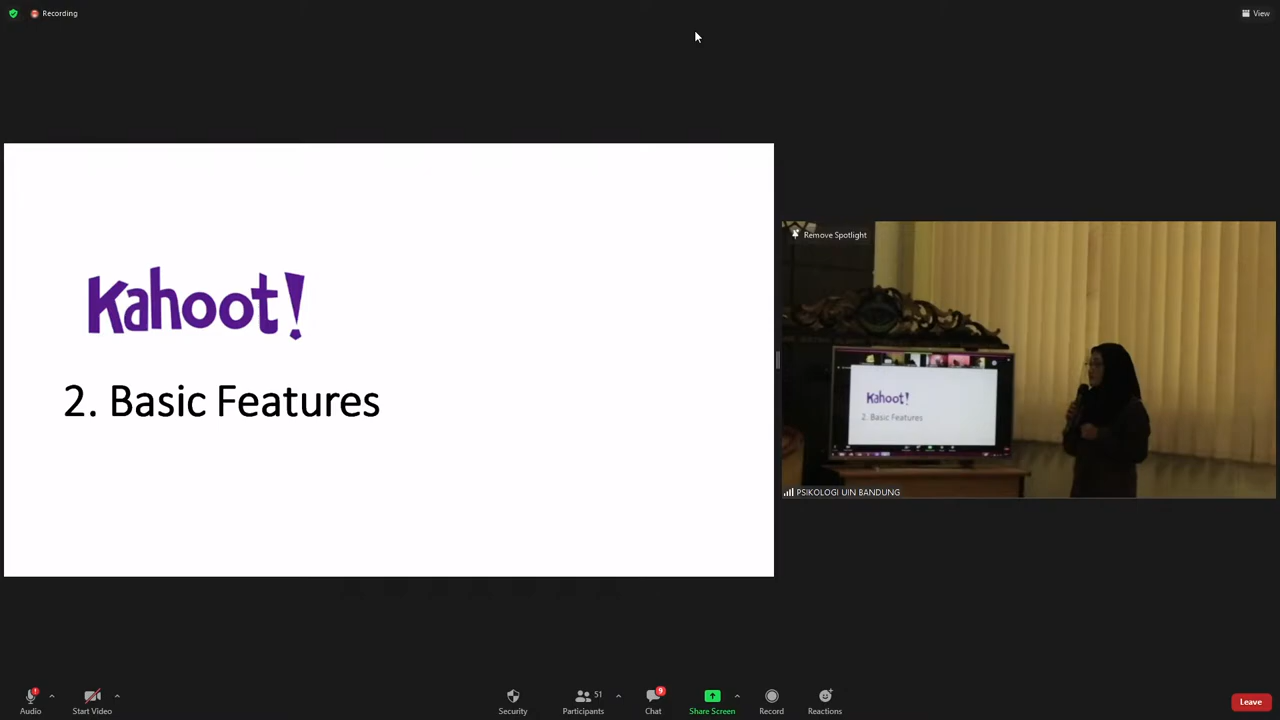 Recording
View
Kahoot!
2. Basic Features
Remove Spotlight
Kahoot!
2. Basic Features
PSIKOLOGI UIN BANDUNG
Audio
Start Video
Security
Participants
51
Chat
9
Share Screen
Record
Reactions
Leave